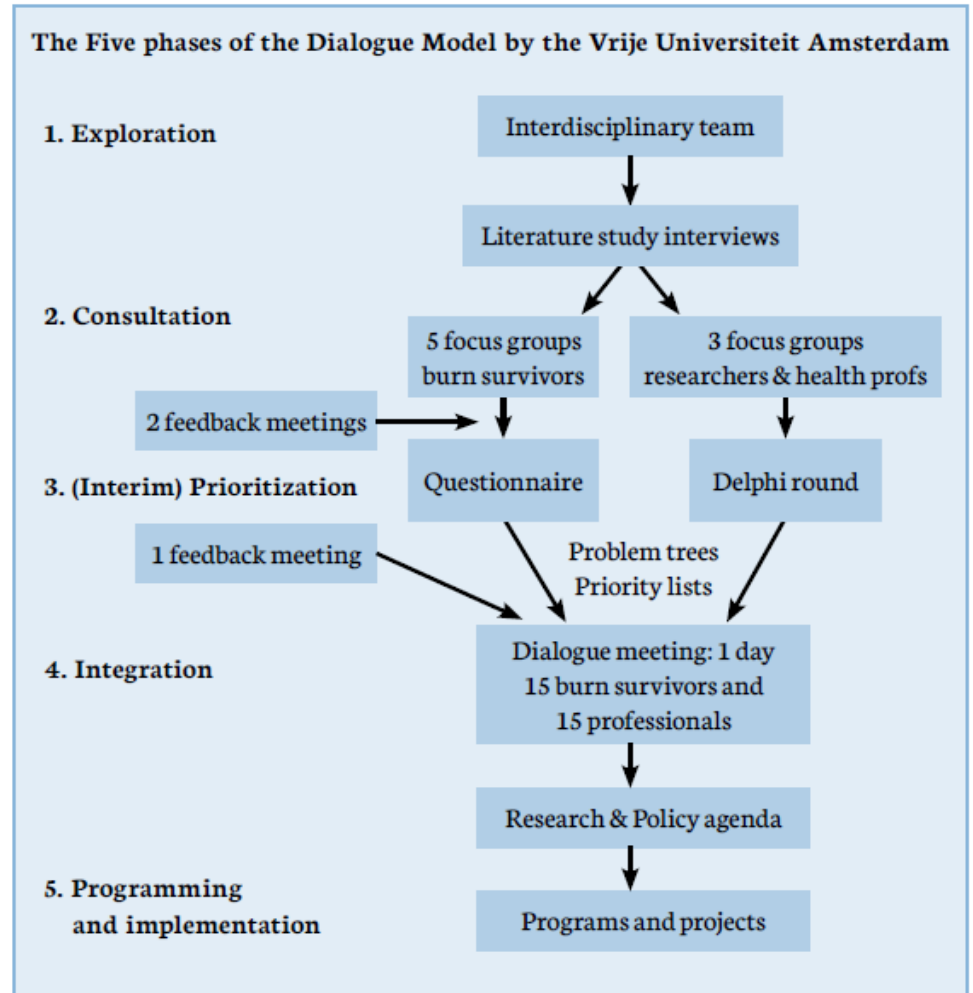 The Five phases of the Dialogue Model by the Vrije Universiteit Amsterdam
1. Exploration
Interdisciplinary team
Literature study interviews
2. Consultation
5 focus groups
burn survivors
3 focus groups
researchers & health profs
2 feedback meetings
3. (Interim) Prioritization
Questionnaire
Delphi round
1 feedback meeting
Problem trees
Priority lists
4. Integration
Dialogue meeting: 1 day
15 burn survivors and
15 professionals
Research & Policy agenda
5. Programming
and implementation
Programs and projects